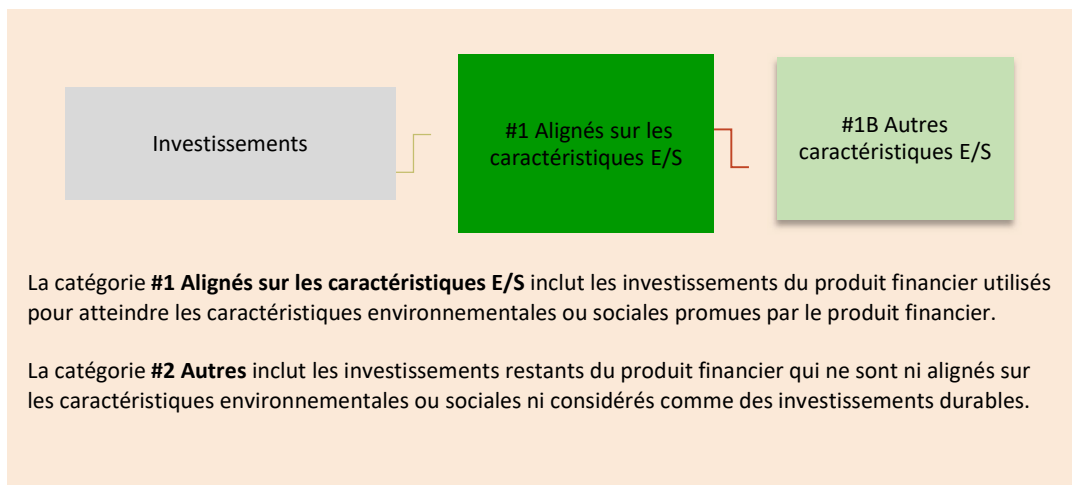 Investissements
#1 Alignés sur les
caractéristiques E/S
#1B Autres
caractéristiques E/S
La catégorie #1 Alignés sur les caractéristiques E/S inclut les investissements du produit financier utilisés
pour atteindre les caractéristiques environnementales ou sociales promues par le produit financier.
La catégorie #2 Autres inclut les investissements restants du produit financier qui ne sont ni alignés sur
les caractéristiques environnementales ou sociales ni considérés comme des investissements durables.